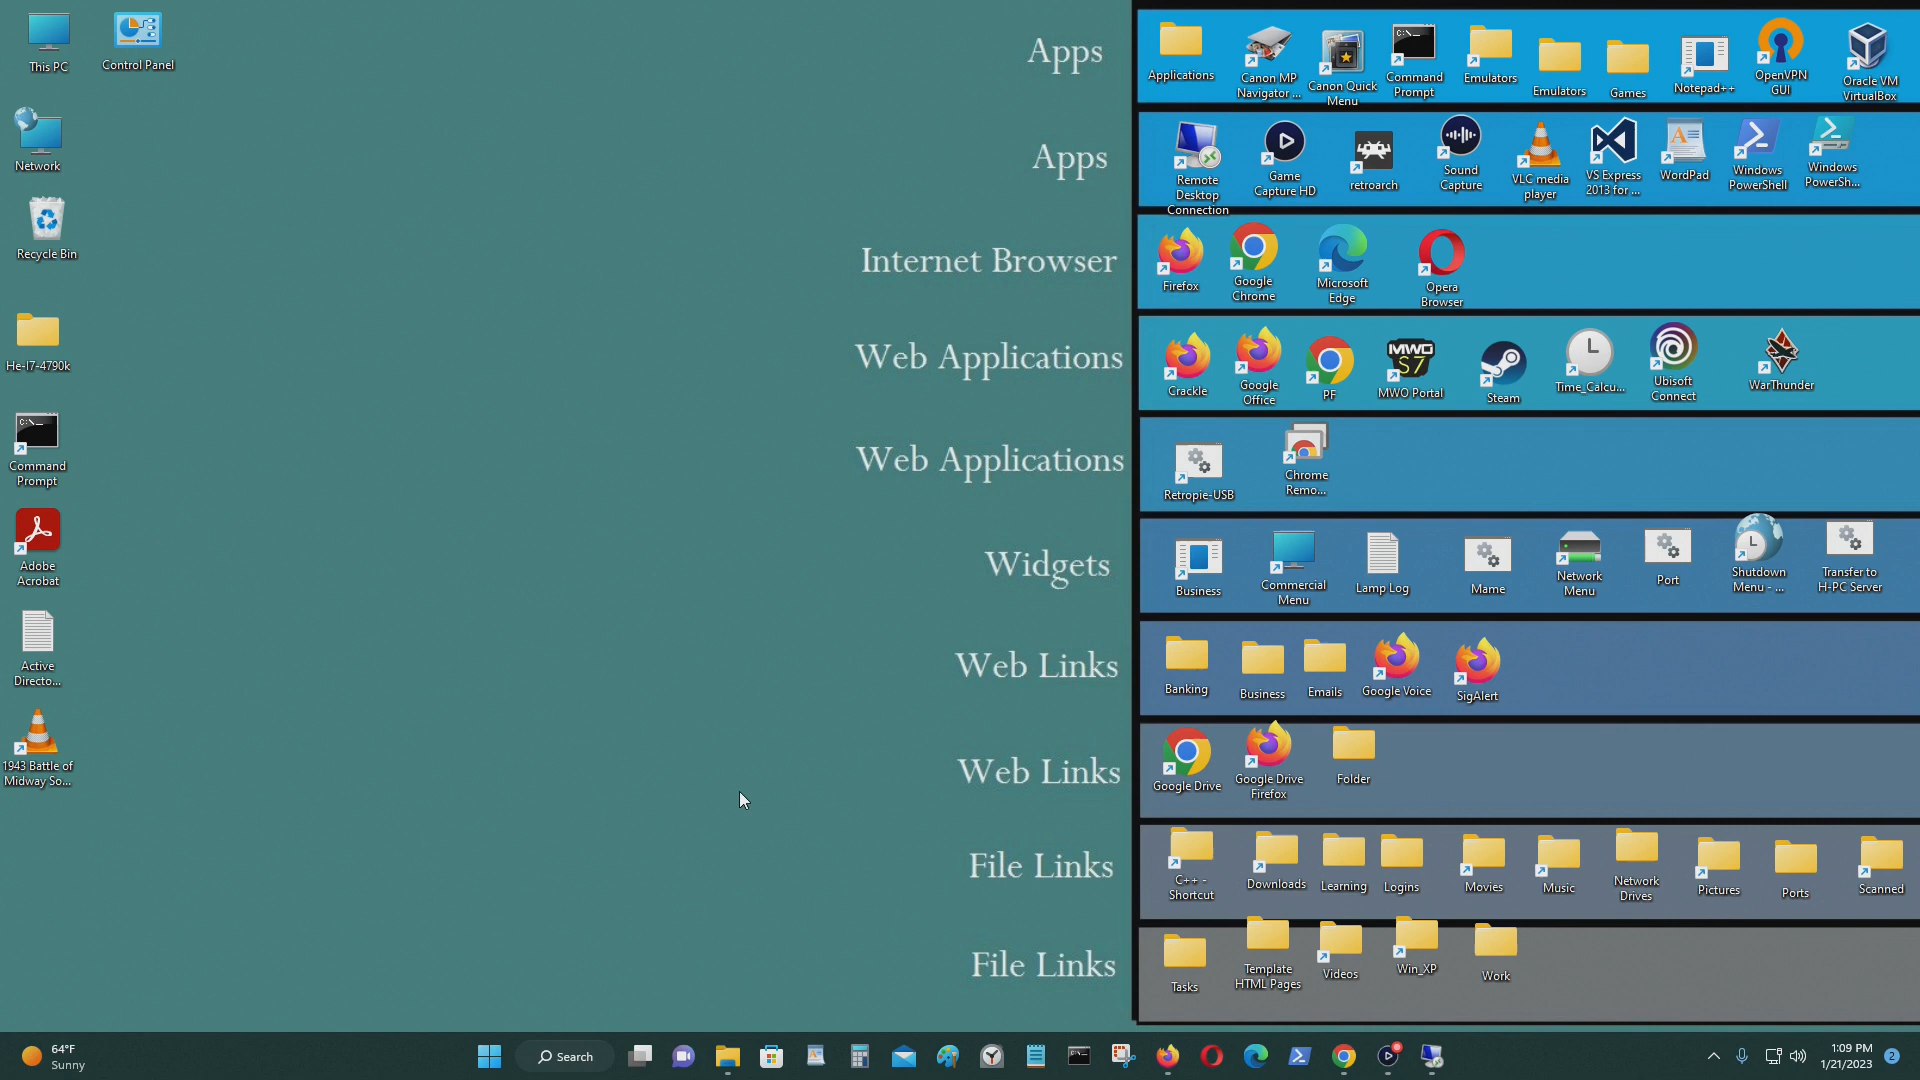 This PC
Control Panel
Network
Recycle Bin
He-I7-4790k
Command
Prompt
Adobe
Acrobat
Active
Directo...
1943 Battle of
Midway So...
Apps
Applications
Canon MP
Navigator ...
Canon Quick
Menu
Command
Prompt
Emulators
Emulators
Games
Notepad++
OpenVPN
GUI
Oracle VM
VirtualBox
Apps
Remote
Desktop
Connection
Game
Capture HD
retroarch
Sound
Capture
VLC media
player
VS Express
2013 for ...
WordPad
Windows
PowerShell
Windows
PowerSh...
Internet Browser
Firefox
Google
Chrome
Microsoft
Edge
Opera
Browser
Web Applications
Crackle
Google
Office
PF
MWO
S7
MWO Portal
Steam
Time_Calcu...
Ubisoft
Connect
WarThunder
Web Applications
Retropie-USB
Chrome
Remo...
Widgets
Business
Commercial
Menu
Lamp Log
Mame
Network
Menu
Port
Shutdown
Menu - ...
Transfer to
H-PC Server
Web Links
Banking
Business
Emails
Google Voice
SigAlert
Web Links
Google Drive
Google Drive
Firefox
Folder
File Links
C++ -
Shortcut
Downloads
Learning
Logins
Movies
Music
Network
Drives
Pictures
Ports
Scanned
File Links
Tasks
Template
HTML Pages
Videos
Win_XP
Work
64°F
Sunny
Search
1:09 PM
1/21/2023
2